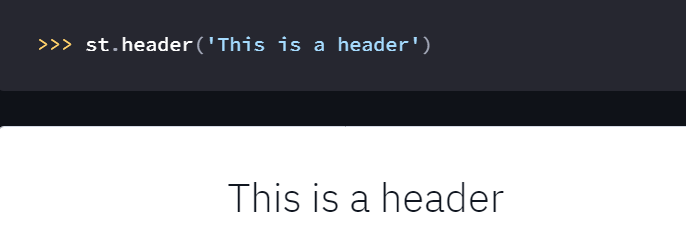 >>> st.header('This is a header')
This is a header